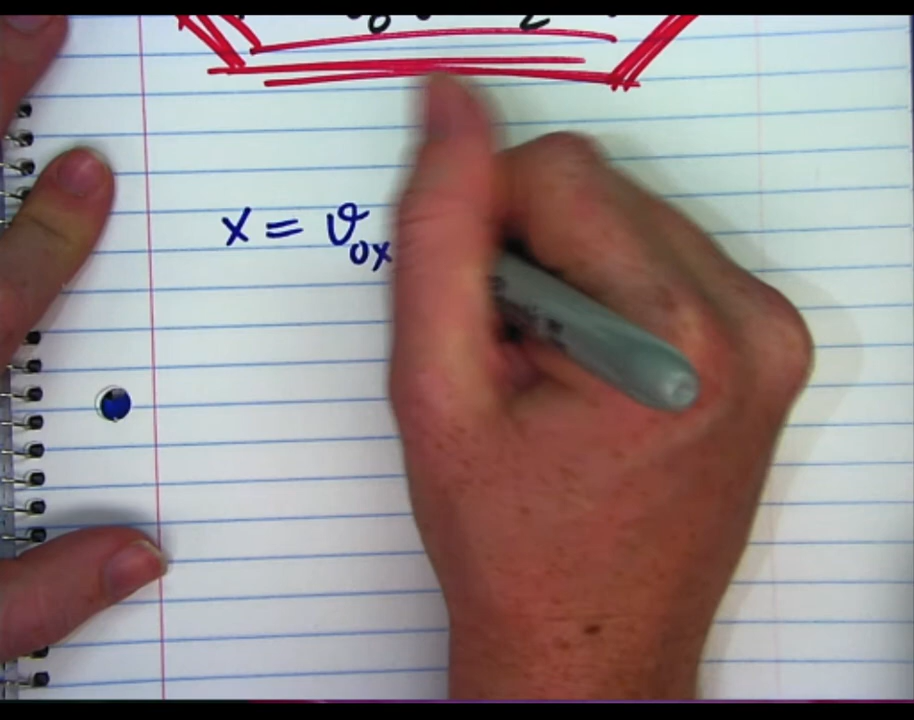 x = v₀ₓ